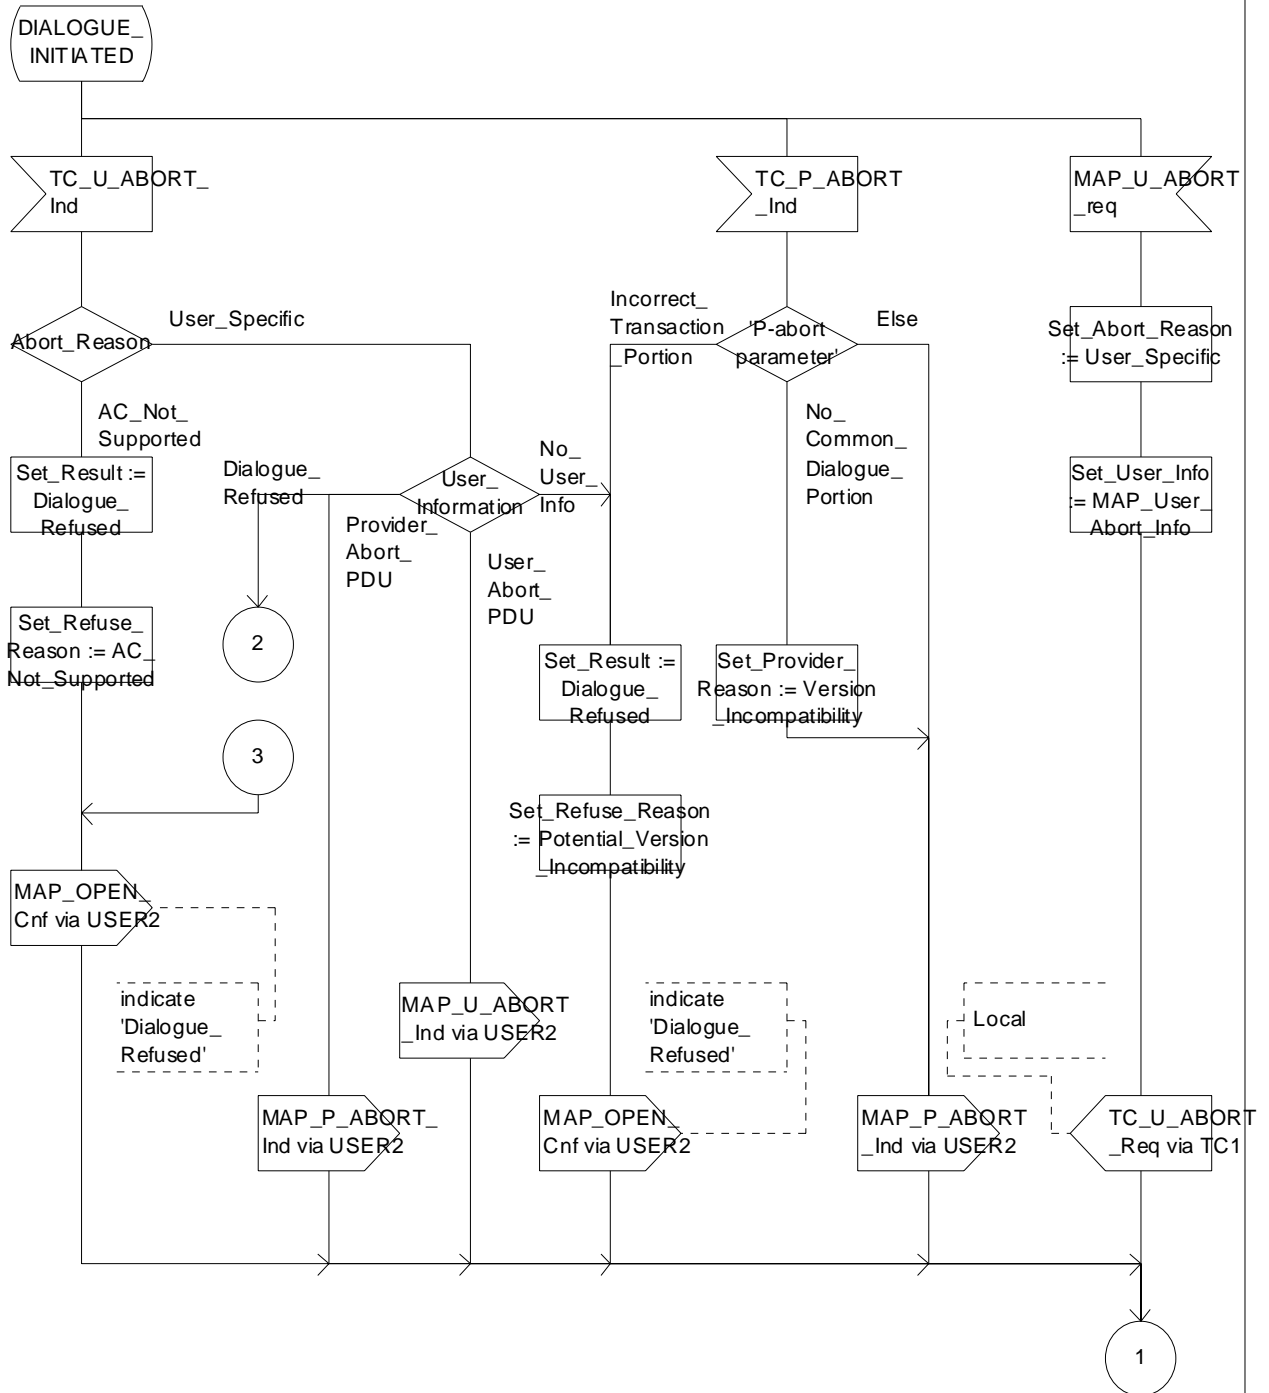 DIALOGUE_
INITIATED
TC_U_ABORT_
Ind
TC_P_ABORT
_Ind
MAP_U_ABORT
_req
Abort_Reason
User_Specific
Incorrect_
Transaction
_Portion
'P-abort
parameter'
Else
Set_Abort_Reason
:= User_Specific
AC_Not_
Supported
No_
Common_
Dialogue_
Portion
Set_Result :=
Dialogue_
Refused
Dialogue_
Refused
User_
Information
No_
User_
Info
Provider_
Abort_
PDU
User_
Abort_
PDU
Set_User_Info
:= MAP_User_
Abort_Info
Set_Refuse_
Reason := AC_
Not_Supported
2
Set_Result :=
Dialogue_
Refused
Set_Provider_
Reason := Version
_Incompatibility
3
Set_Refuse_Reason
:= Potential_Version
_Incompatibility
MAP_OPEN_
Cnf via USER2
indicate
'Dialogue_
Refused'
MAP_U_ABORT
_Ind via USER2
indicate
'Dialogue_
Refused'
Local
MAP_P_ABORT_
Ind via USER2
MAP_OPEN_
Cnf via USER2
MAP_P_ABORT
_Ind via USER2
TC_U_ABORT
_Req via TC1
1